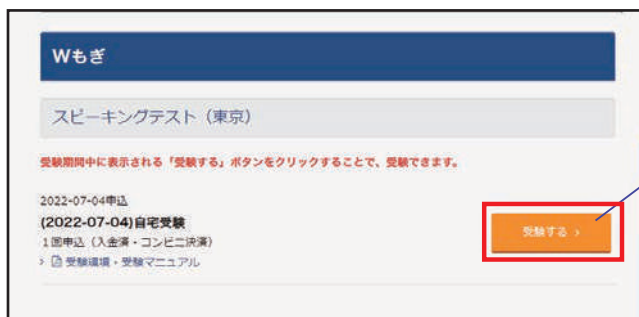 Wもぎ
スピーキングテスト（東京）
受験期間中に表示される「受験する」ボタンをクリックすることで、受験できます。
2022-07-04申込
(2022-07-04)自宅受験
1回申込（入金済・コンビニ決済）
› 受験環境・受験マニュアル
受験する ›